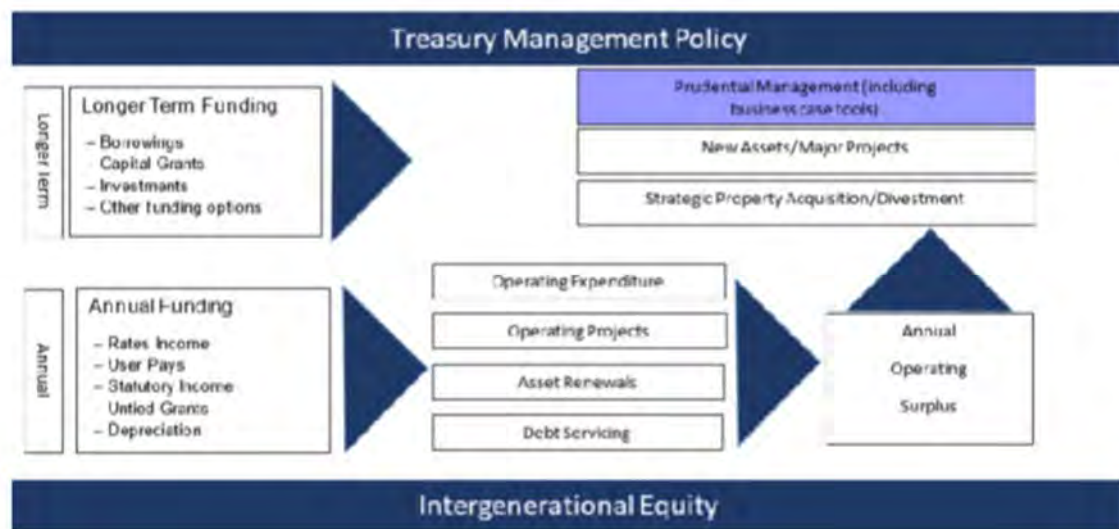 Treasury Management Policy
Longer Term
Longer Term Funding
– Borrowings
Capital Grants
– Investments
– Other funding options
Prudential Management (including
business case tools)
New Assets/Major Projects
Strategic Property Acquisition/Divestment
Annual
Annual Funding
– Rates Income
– User Pays
– Statutory Income
Untied Grants
– Depreciation
Operating Expenditure
Operating Projects
Asset Renewals
Debt Servicing
Annual
Operating
Surplus
Intergenerational Equity